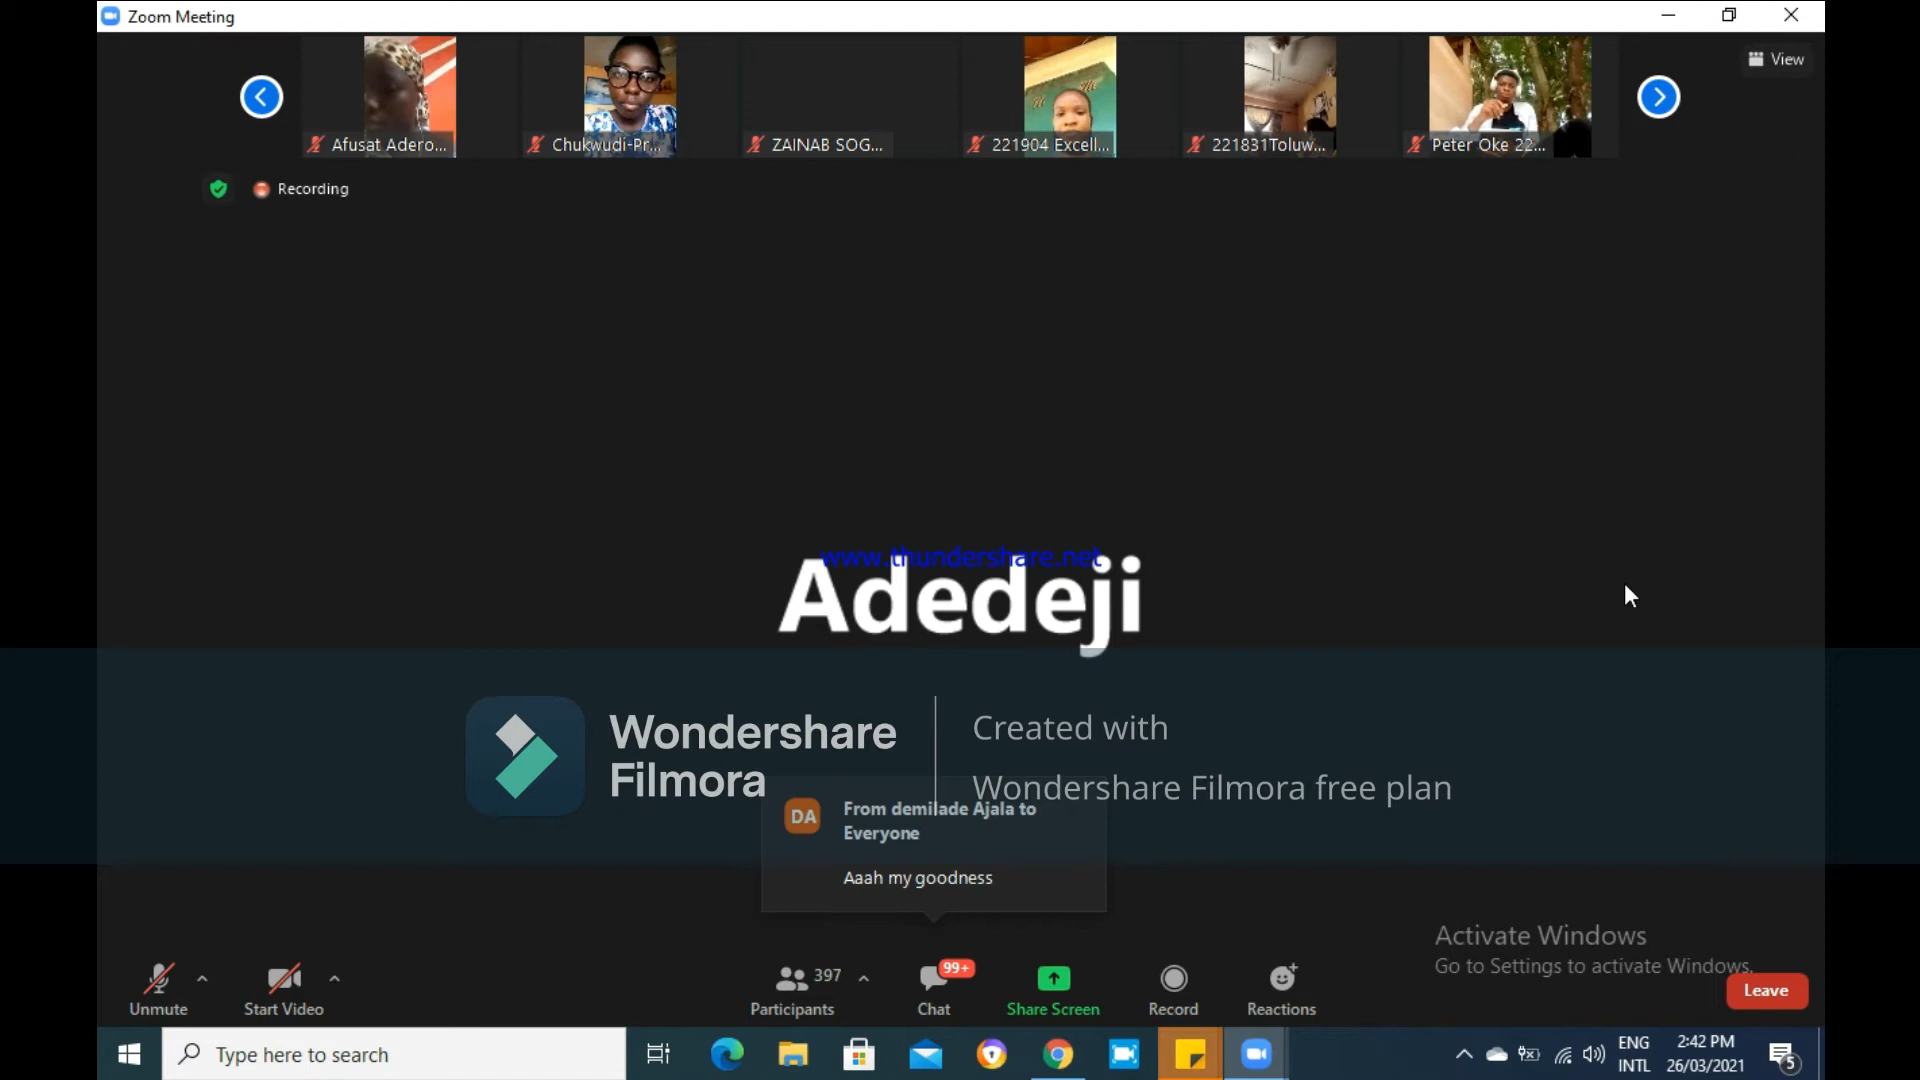 Zoom Meeting
View
Afusat Adero...
Chukwudi-Pr...
ZAINAB SOG...
221904 Excell...
221831Toluw...
Peter Oke 22...
Recording
www.thundershare.net
Adedeji
Wondershare
Filmora
Created with
Wondershare Filmora free plan
DA
From demilade Ajala to
Everyone
Aaah my goodness
Activate Windows
Go to Settings to activate Windows.
Unmute
Start Video
397
Participants
99+
Chat
Share Screen
Record
Reactions
Leave
Type here to search
ENG
INTL
2:42 PM
26/03/2021
5